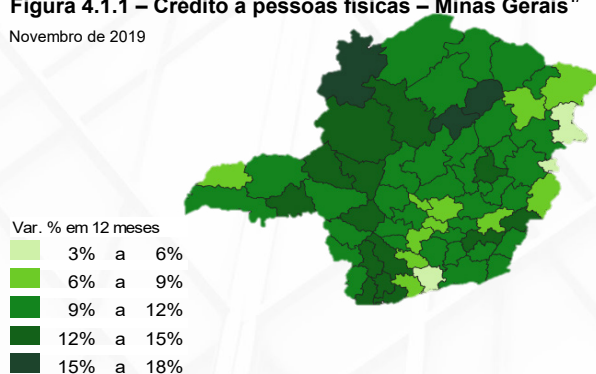 Figura 4.1.1 – Crédito a pessoas físicas – Minas Gerais*
Novembro de 2019
Var. % em 12 meses
3% a 6%
6% a 9%
9% a 12%
12% a 15%
15% a 18%